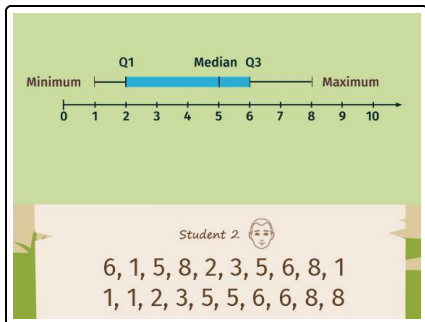 Q1 Median Q3
Minimum Maximum
0 1 2 3 4 5 6 7 8 9 10
Student 2
6, 1, 5, 8, 2, 3, 5, 6, 8, 1
1, 1, 2, 3, 5, 5, 6, 6, 8, 8